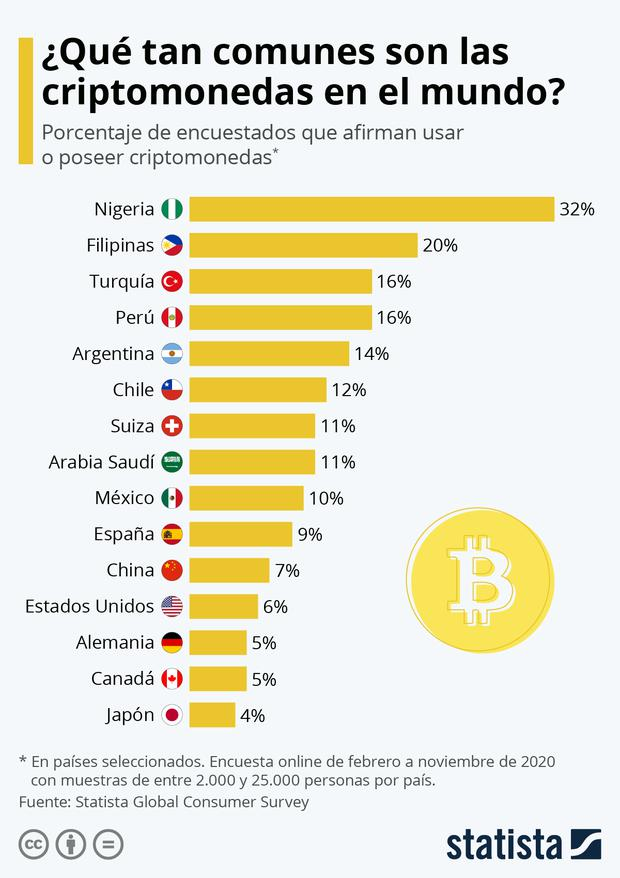 ¿Qué tan comunes son las
criptomonedas en el mundo?
Porcentaje de encuestados que afirman usar
o poseer criptomonedas*
Nigeria 32%
Filipinas 20%
Turquía 16%
Perú 16%
Argentina 14%
Chile 12%
Suiza 11%
Arabia Saudí 11%
México 10%
España 9%
China 7%
Estados Unidos 6%
Alemania 5%
Canadá 5%
Japón 4%
* En países seleccionados. Encuesta online de febrero a noviembre de 2020
con muestras de entre 2.000 y 25.000 personas por país.
Fuente: Statista Global Consumer Survey
cc
statista